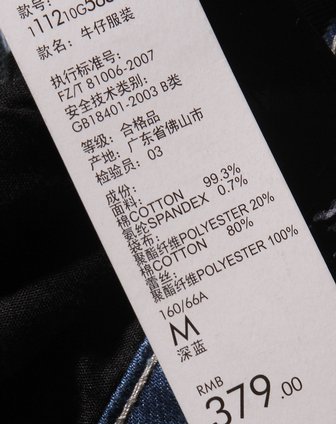 款号:
款名: 牛仔服装
执行标准号:
FZ/T 81006-2007
安全技术类别:
GB18401-2003 B类
等级: 合格品
产地: 广东省佛山市
检验员: 03
成份:
面料:
棉COTTON 99.3%
氨纶SPANDEX 0.7%
袋布:
聚酯纤维POLYESTER 20%
棉COTTON 80%
蕾丝:
聚酯纤维POLYESTER 100%
160/66A
M
深蓝
RMB
379.00